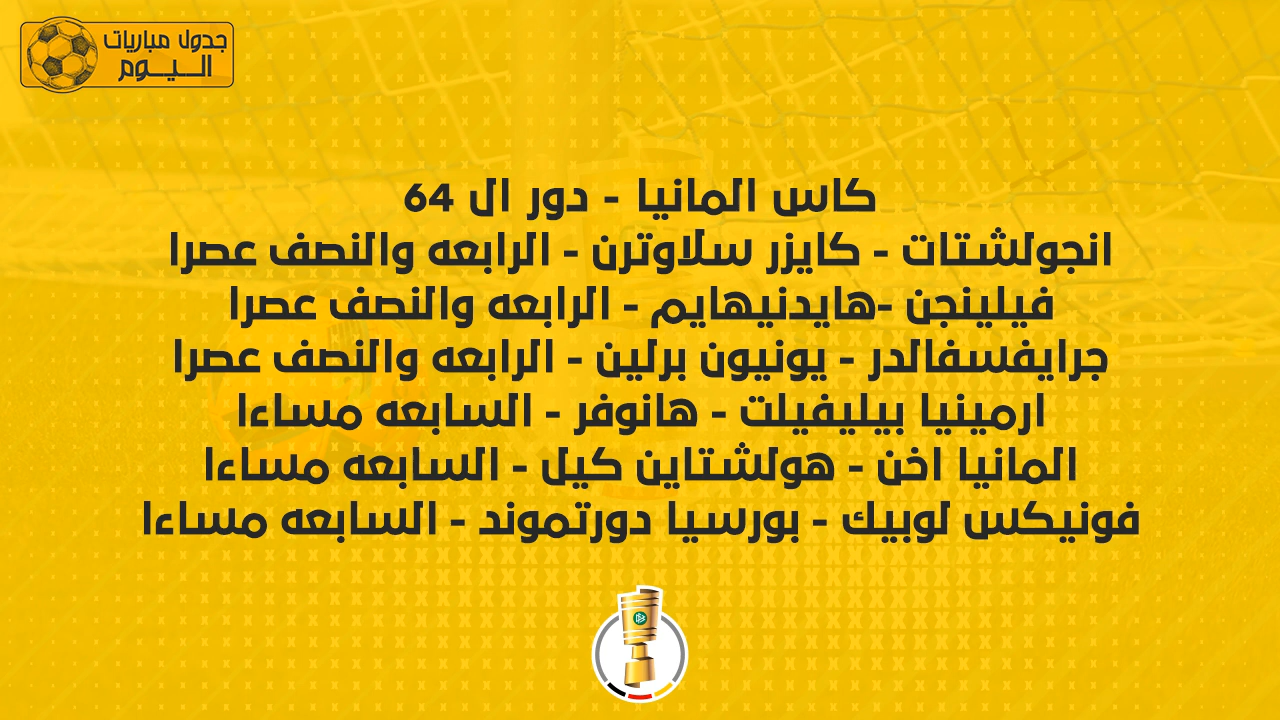 جدول مباريات
اليوم
كاس المانيا - دور ال 64
انجولشتات - كايزر سلاوترن - الرابعه والنصف عصرا
فيلينجن -هايدنيهايم - الرابعه والنصف عصرا
جرايفسفالدر - يونيون برلين - الرابعه والنصف عصرا
ارمينيا بيليفيلت - هانوفر - السابعه مساءا
المانيا اخن - هولشتاين كيل - السابعه مساءا
فونيكس لوبيك - بورسيا دورتموند - السابعه مساءا